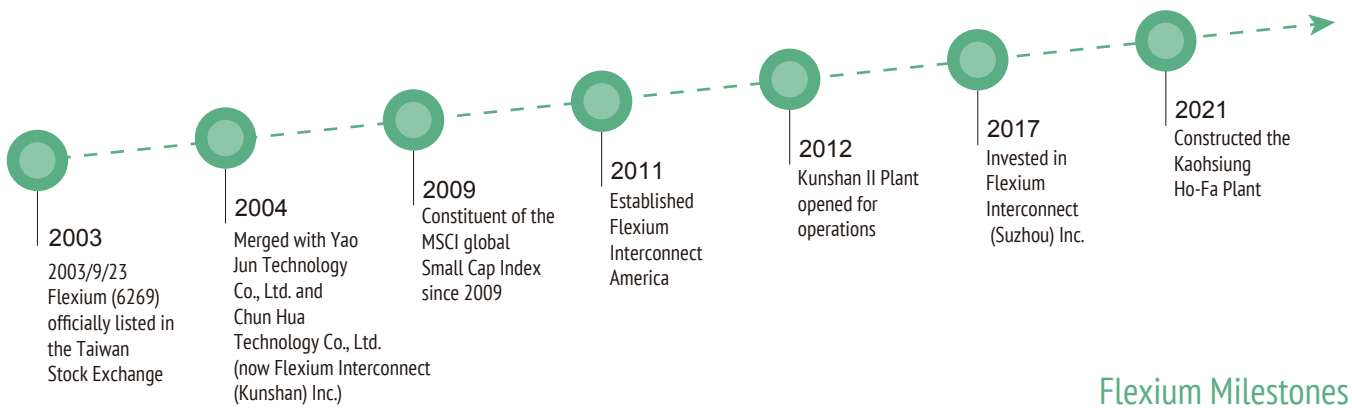 2003
2003/9/23
Flexium (6269)
officially listed in
the Taiwan
Stock Exchange
2004
Merged with Yao
Jun Technology
Co., Ltd. and
Chun Hua
Technology Co., Ltd.
(now Flexium Interconnect
(Kunshan) Inc.)
2009
Constituent of the
MSCI global
Small Cap Index
since 2009
2011
Established
Flexium
Interconnect
America
2012
Kunshan II Plant
opened for
operations
2017
Invested in
Flexium
Interconnect
(Suzhou) Inc.
2021
Constructed the
Kaohsiung
Ho-Fa Plant
Flexium Milestones